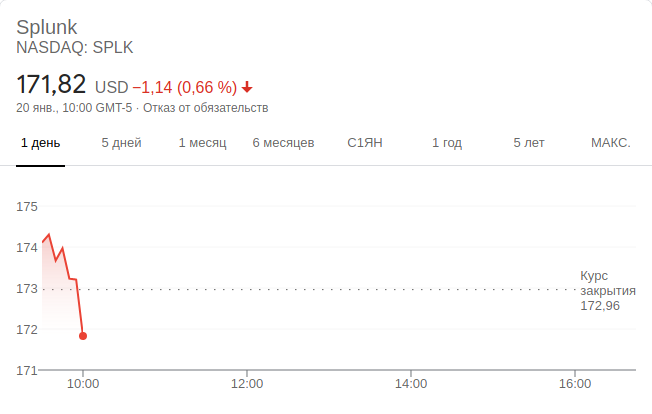 Splunk
NASDAQ: SPLK
171,82 USD −1,14 (0,66 %)
20 янв., 10:00 GMT-5 · Отказ от обязательств
1 день 5 дней 1 месяц 6 месяцев С1ЯН 1 год 5 лет МАКС.
175
174
173
172
171
Курс
закрытия
172,96
10:00 12:00 14:00 16:00